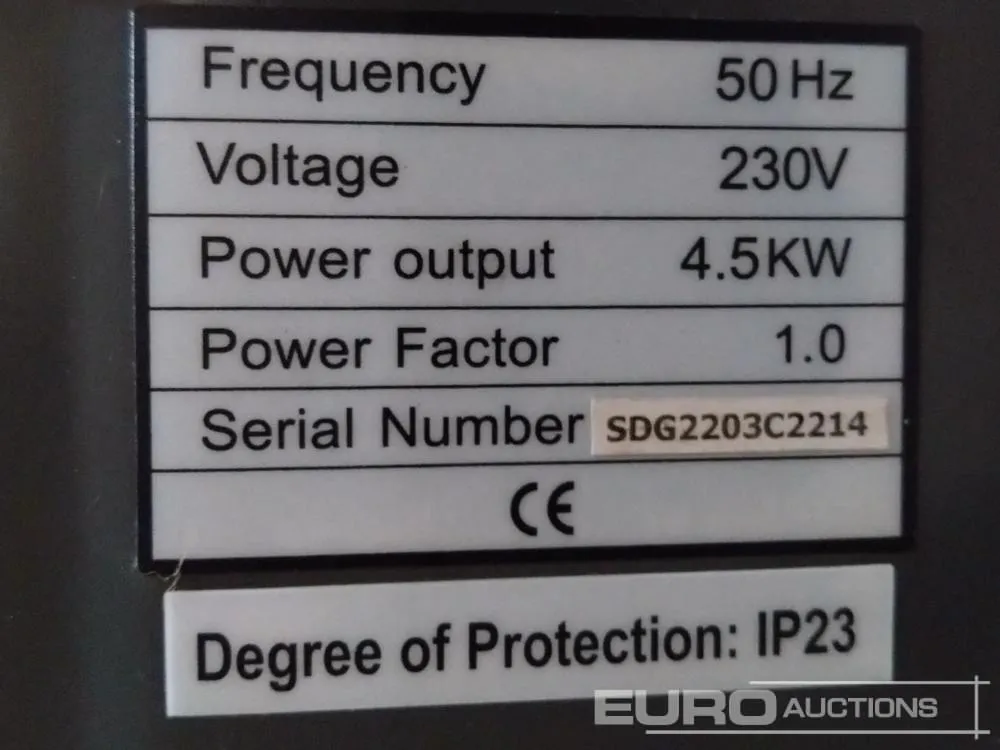 Frequency 50 Hz
Voltage 230V
Power output 4.5KW
Power Factor 1.0
Serial Number SDG2203C2214
CE
Degree of Protection: IP23
EURO AUCTIONS